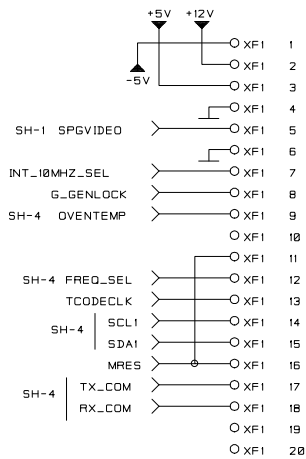 +5V +12V
XF1 1
XF1 2
-5V XF1 3
XF1 4
SH-1 SPGVIDEO XF1 5
XF1 6
INT_10MHZ_SEL XF1 7
G_GENLOCK XF1 8
SH-4 OVENTEMP XF1 9
XF1 10
XF1 11
SH-4 FREQ_SEL XF1 12
TCODECLK XF1 13
SH-4 SCL1 XF1 14
SDA1 XF1 15
MRES XF1 16
SH-4 TX_COM XF1 17
RX_COM XF1 18
XF1 19
XF1 20